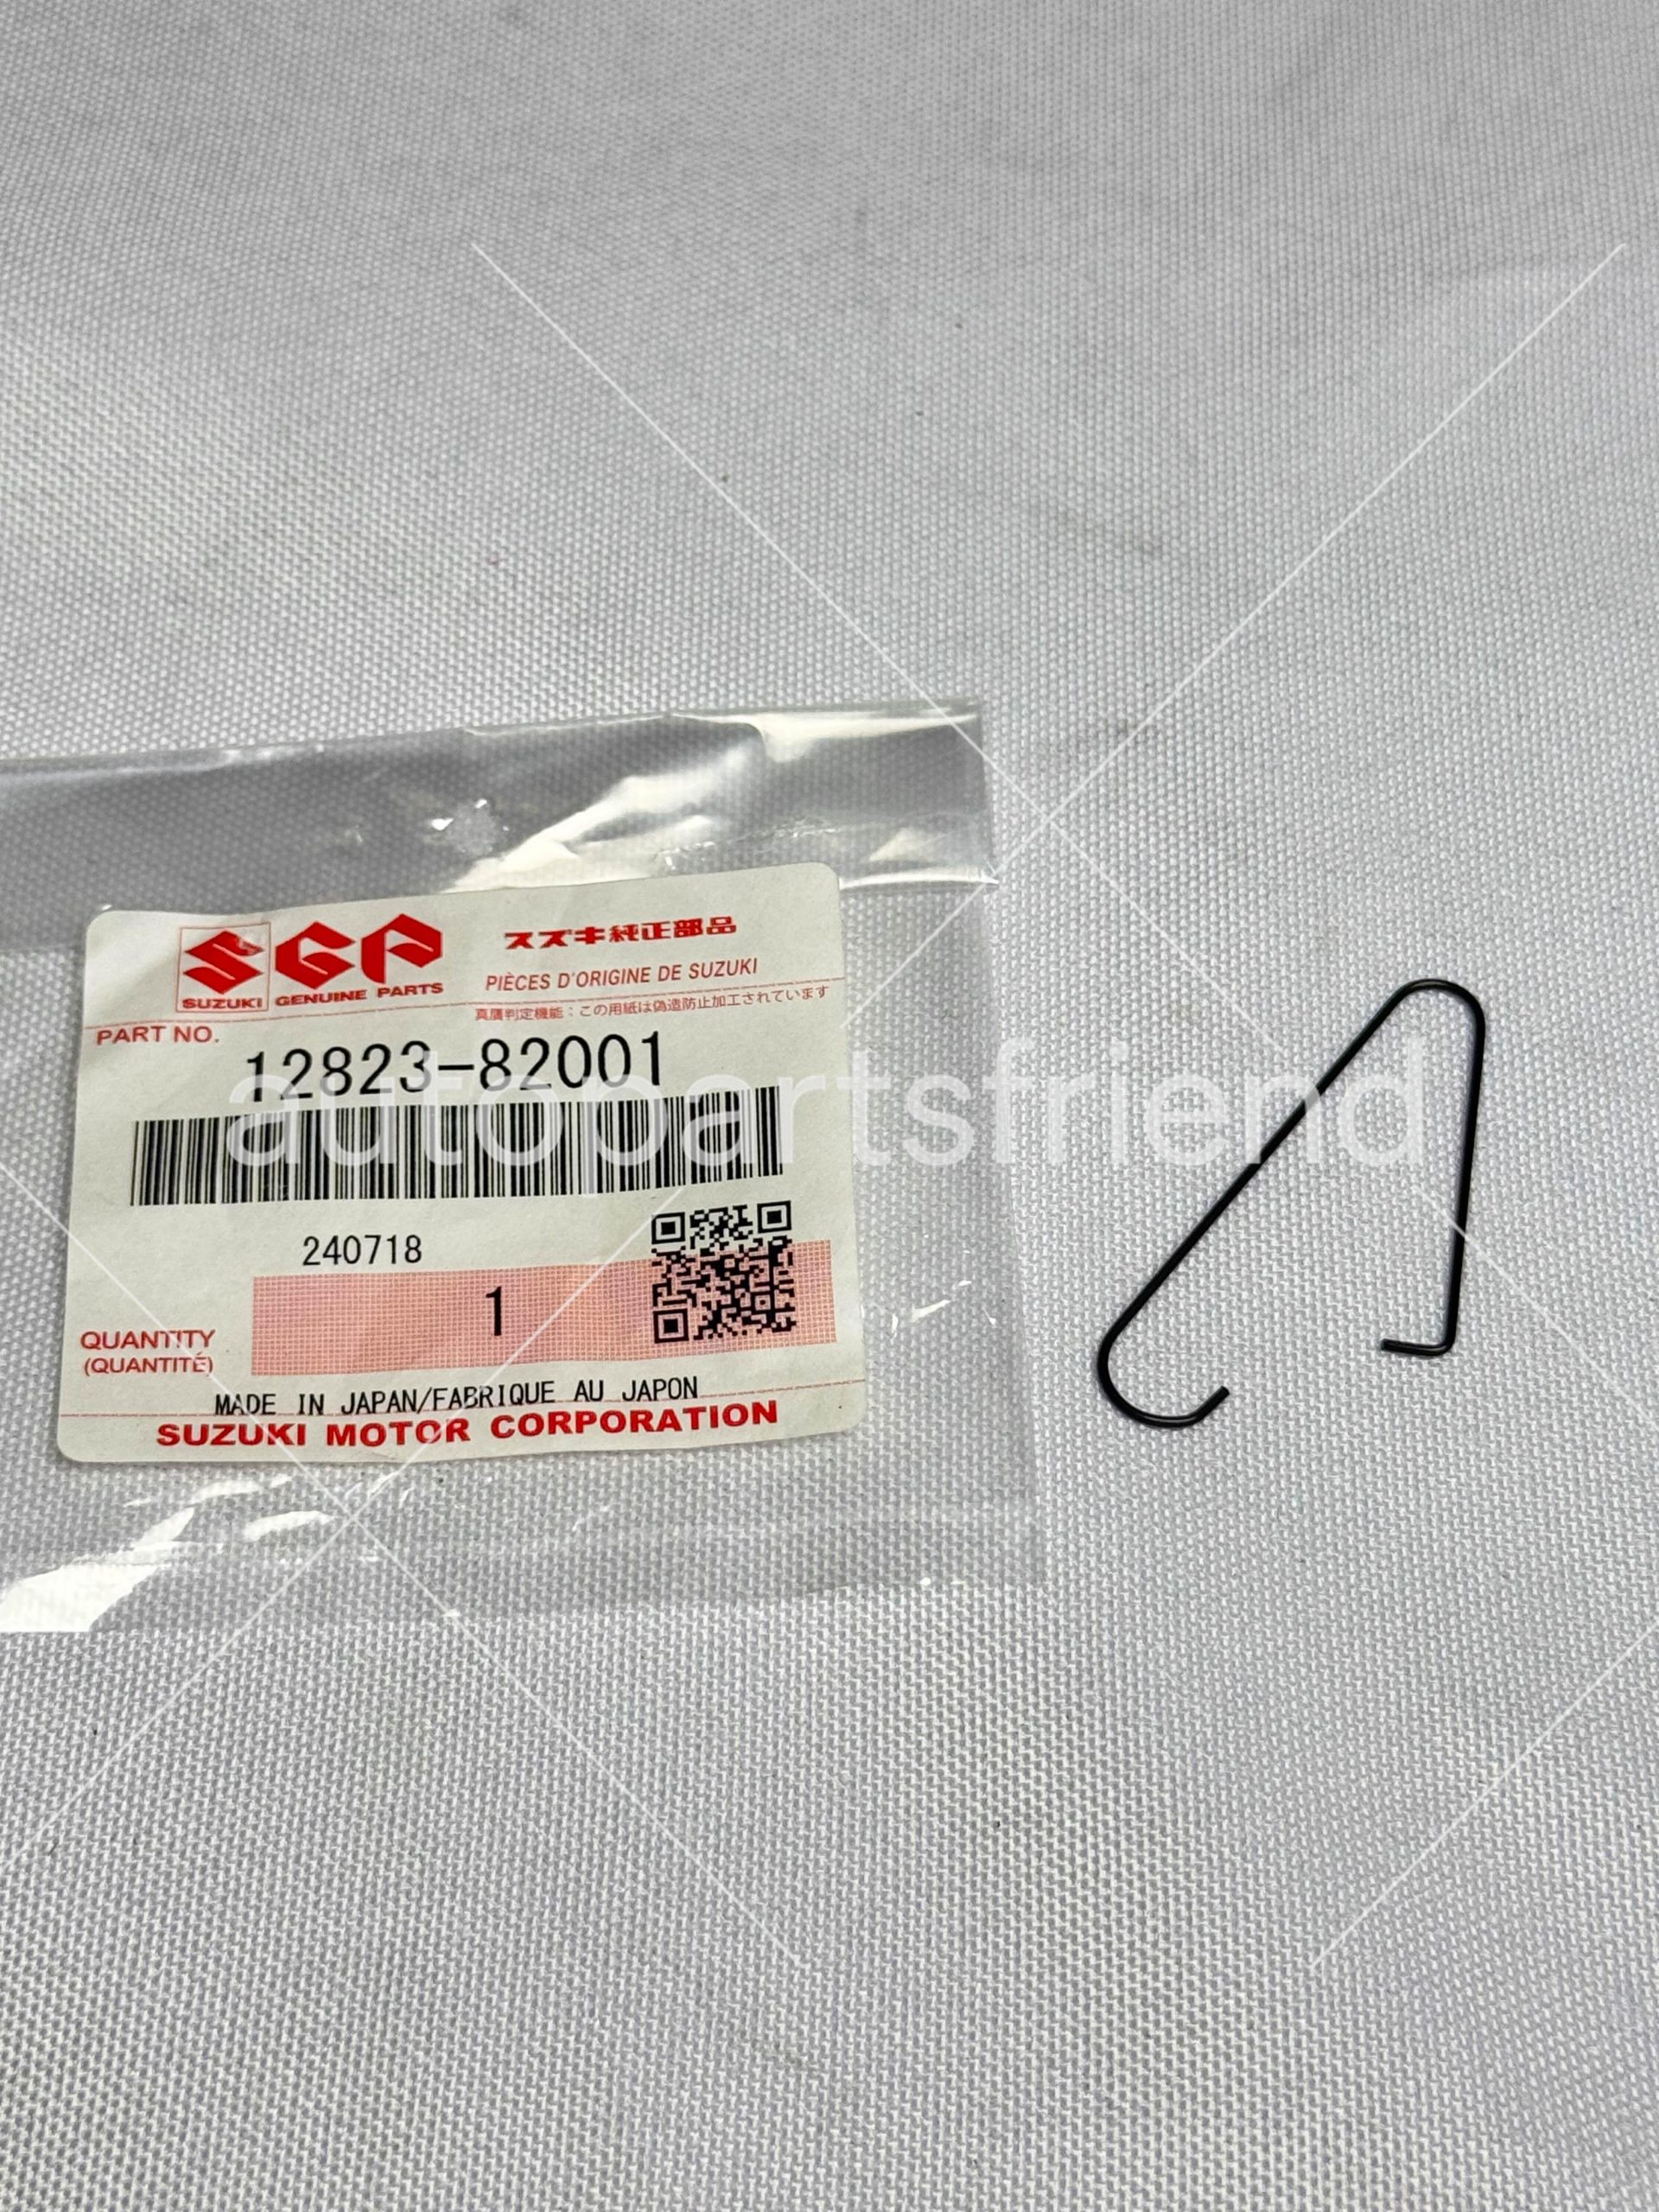 SUZUKI
SGP
GENUINE PARTS
スズキ純正部品
PIÈCES D'ORIGINE DE SUZUKI
真贋判定機能：この用紙は偽造防止加工されています
PART NO.
12823-82001
autopartsfriend
240718
QUANTITY
(QUANTITÉ)
1
MADE IN JAPAN/FABRIQUE AU JAPON
SUZUKI MOTOR CORPORATION